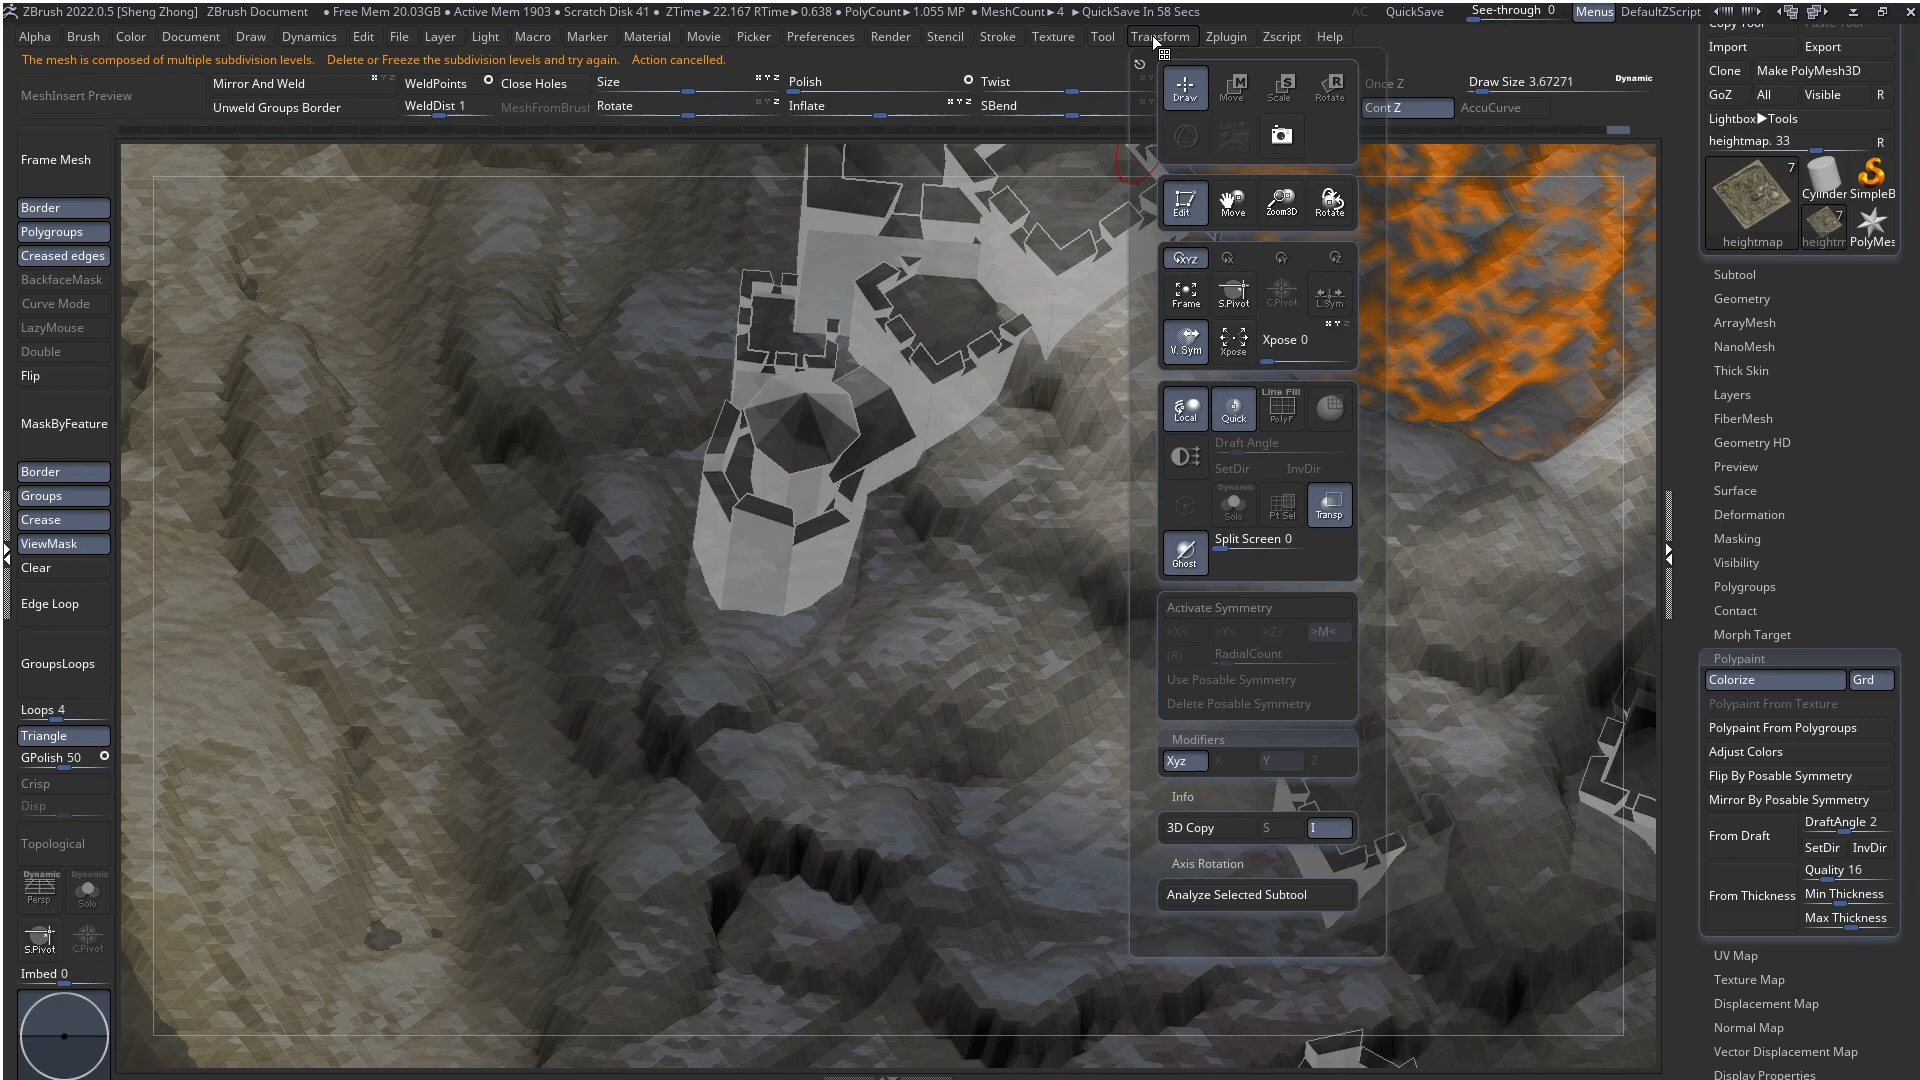 ZBrush 2022.0.5 [Sheng Zhong] ZBrush Document • Free Mem 20.03GB • Active Mem 1903 • Scratch Disk 41 • ZTime►22.167 RTime►0.638 • PolyCount►1.055 MP • MeshCount►4 ►QuickSave In 58 Secs AC QuickSave See-through 0 Menus DefaultZScript
Alpha Brush Color Document Draw Dynamics Edit File Layer Light Macro Marker Material Movie Picker Preferences Render Stencil Stroke Texture Tool Transform Zplugin Zscript Help
The mesh is composed of multiple subdivision levels. Delete or Freeze the subdivision levels and try again. Action cancelled.
MeshInsert Preview
Mirror And Weld WeldPoints Close Holes Size Polish Twist
Unweld Groups Border WeldDist 1 MeshFromBrush Rotate Inflate SBend
Once Z Draw Size 3.67271 Dynamic
Cont Z AccuCurve
Frame Mesh
Border
Polygroups
Creased edges
BackfaceMask
Curve Mode
LazyMouse
Double
Flip
MaskByFeature
Border
Groups
Crease
ViewMask
Clear
Edge Loop
GroupsLoops
Loops 4
Triangle
GPolish 50
Crisp
Disp
Topological
Dynamic Dynamic
Persp Solo
S.Pivot C.Pivot
Imbed 0
Draw Move Scale Rotate
Edit
Edit Move Zoom3D Rotate
XYZ
Frame S.Pivot C.Pivot L.Sym
V. Sym Xpose Xpose 0
Line Fill
Local Quick PolyF
Draft Angle
SetDir InvDir
Dynamic
Solo Pt Sel Transp
Ghost Split Screen 0
Activate Symmetry
>X< >Y< >Z< >M<
(R) RadialCount
Use Posable Symmetry
Delete Posable Symmetry
Modifiers
Xyz X Y Z
Info
3D Copy S I
Axis Rotation
Analyze Selected Subtool
Copy Tool Paste Tool
Import Export
Clone Make PolyMesh3D
GoZ All Visible R
Lightbox►Tools
heightmap. 33 R
7
Cylinder SimpleB
7
heightmap heightm PolyMes
Subtool
Geometry
ArrayMesh
NanoMesh
Thick Skin
Layers
FiberMesh
Geometry HD
Preview
Surface
Deformation
Masking
Visibility
Polygroups
Contact
Morph Target
Polypaint
Colorize Grd
Polypaint From Texture
Polypaint From Polygroups
Adjust Colors
Flip By Posable Symmetry
Mirror By Posable Symmetry
From Draft DraftAngle 2
SetDir InvDir
Quality 16
From Thickness Min Thickness
Max Thickness
UV Map
Texture Map
Displacement Map
Normal Map
Vector Displacement Map
Display Properties